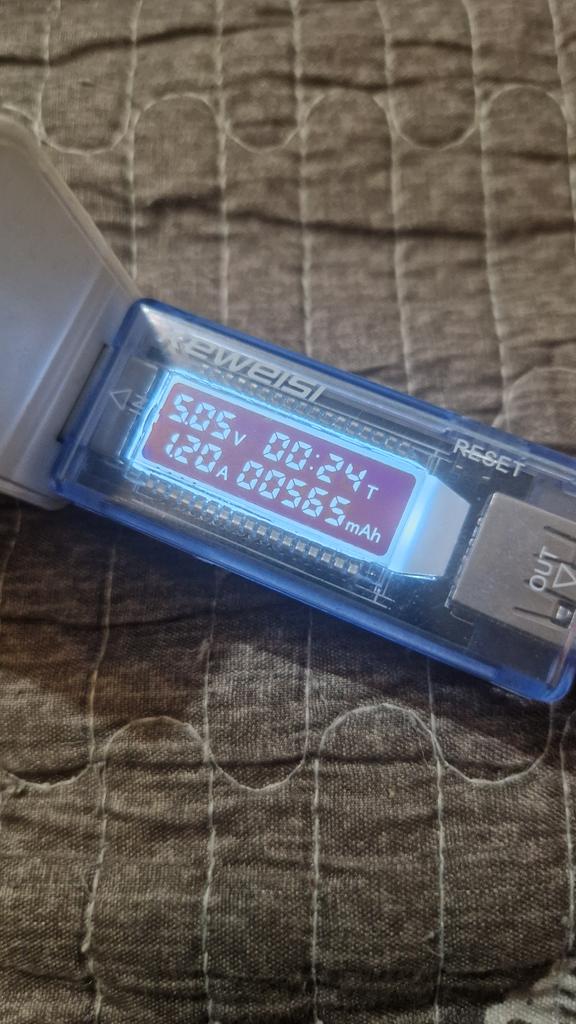 Keweisi
RESET
5.05V 00:24T
1.20A 00565mAh
OUT